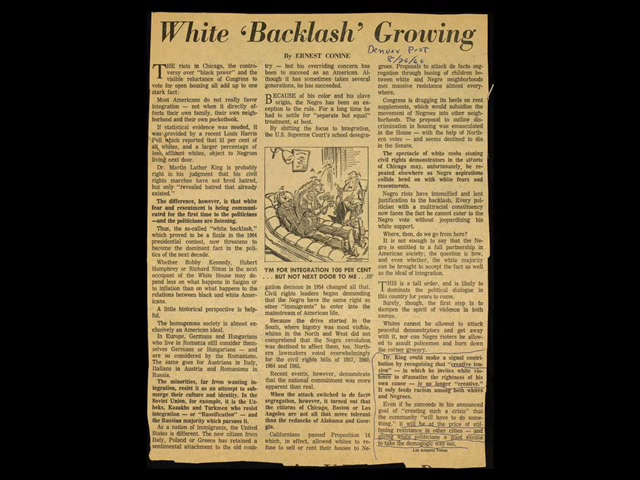 White 'Backlash' Growing
By ERNEST CONINE
Denver Post
8/26/66
THE riots in Chicago, the contro-
versy over "black power" and the
visible reluctance of Congress to
vote for open housing all add up to one
stark fact:
Most Americans do not really favor
integration — not when it directly af-
fects their own family, their own neigh-
borhood and their own pocketbook.
If statistical evidence was needed, it
was provided by a recent Louis Harris
Poll which reported that 51 per cent of
all whites, and a larger percentage of
less affluent whites, object to Negroes
living next door.
Dr. Martin Luther King is probably
right in his judgment that his civil
rights marches have not bred hatred,
but only "revealed hatred that already
existed."
The difference, however, is that white
fear and resentment is being communi-
cated for the first time to the politicians
—and the politicians are listening.
Thus, the so-called "white backlash,"
which proved to be a fizzle in the 1964
presidential contest, now threatens to
become the dominant fact in the poli-
tics of the next decade.
Whether Bobby Kennedy, Hubert
Humphrey or Richard Nixon is the next
occupant of the White House may de-
pend less on what happens in Saigon or
to inflation than on what happens to the
relations between black and white Amer-
icans.
A little historical perspective is help-
ful.
The homogenous society is almost ex-
clusively an American ideal.
In Europe, Germans and Hungarians
who live in Romania still consider them-
selves Germans or Hungarians — and
are so considered by the Romanians.
The same goes for Austrians in Italy,
Italians in Austria and Romanians in
Russia.
The minorities, far from wanting in-
tegration, resist it as an attempt to sub-
merge their culture and identity. In the
Soviet Union, for example, it is the Uz-
beks, Kazakhs and Turkmen who resist
integration — or "Russification" — and
the Russian majority which pursues it.
As a nation of immigrants, the United
States is different. The new citizen from
Italy, Poland or Greece has retained a
sentimental attachment to the old coun-
try — but his overriding concern has
been to succeed as an American. Al-
though it has sometimes taken several
generations, he has succeeded.
BECAUSE of his color and his slave
origin, the Negro has been an ex-
ception to the rule. For a long time he
had to settle for "separate but equal"
treatment, at best.
By shifting the focus to integration,
the U.S. Supreme Court's school desegre-
'I'M FOR INTEGRATION 100 PER CENT
. . . BUT NOT NEXT DOOR TO ME . . .!!!'
gation decision in 1954 changed all that.
Civil rights leaders began demanding
that the Negro have the same right as
other "immigrants" to enter into the
mainstream of American life.
Because the drive started in the
South, where bigotry was most visible,
whites in the North and West did not
comprehend that the Negro revolution
was destined to affect them, too. North-
ern lawmakers voted overwhelmingly
for the civil rights bills of 1957, 1960,
1964 and 1965.
Recent events, however, demonstrate
that the national commitment was more
apparent than real.
When the attack switched to de facto
segregation, however, it turned out that
the citizens of Chicago, Boston or Los
Angeles are not all that more tolerant
than the rednecks of Alabama and Geor-
gia.
Californians passed Proposition 14
which, in effect, allowed whites to re-
fuse to sell or rent their houses to Ne-
groes. Proposals to attack de facto seg-
regation through busing of children be-
tween white and Negro neighborhoods
met massive resistance almost every-
where.
Congress is dragging its heels on rent
supplements, which would subsidize the
movement of Negroes into other neigh-
borhoods. The proposal to outlaw dis-
crimination in housing was emasculated
in the House — with the help of North-
ern votes — and seems destined to die
in the Senate.
The spectacle of white mobs stoning
civil rights demonstrators in the streets
of Chicago may, unfortunately, be re-
peated elsewhere as Negro aspirations
collide head on with white fears and
resentments.
Negro riots have intensified and lent
justification to the backlash. Every pol-
itician with a multiracial constituency
now faces the fact he cannot cater to the
Negro vote without jeopardizing his
white support.
Where, then, do we go from here?
It is not enough to say that the Ne-
gro is entitled to a full partnership in
American society; the question is how,
and even whether, the white majority
can be brought to accept the fact as well
as the ideal of integration.
THIS is a tall order, and is likely to
dominate the political dialogue in
this country for years to come.
Surely, though, the first step is to
dampen the spirit of violence in both
camps.
Whites cannot be allowed to attack
peaceful demonstrators and get away
with it, nor can Negro rioters be allow-
ed to assault policemen and burn down
the corner grocery.
Dr. King could make a signal contri-
bution by recognizing that "creative ten-
sion" — in which he invites white vio-
lence to dramatize the rightness of his
own cause — is no longer "creative."
It only feeds racism among both whites
and Negroes.
Even if he succeeds in his announced
goal of "creating such a crisis" that
the community "will have to do some-
thing," it will be at the price of stif-
fening resistance in other cities — and
giving white politicians a good excuse
to take the demagogic way out.
Los Angeles Times